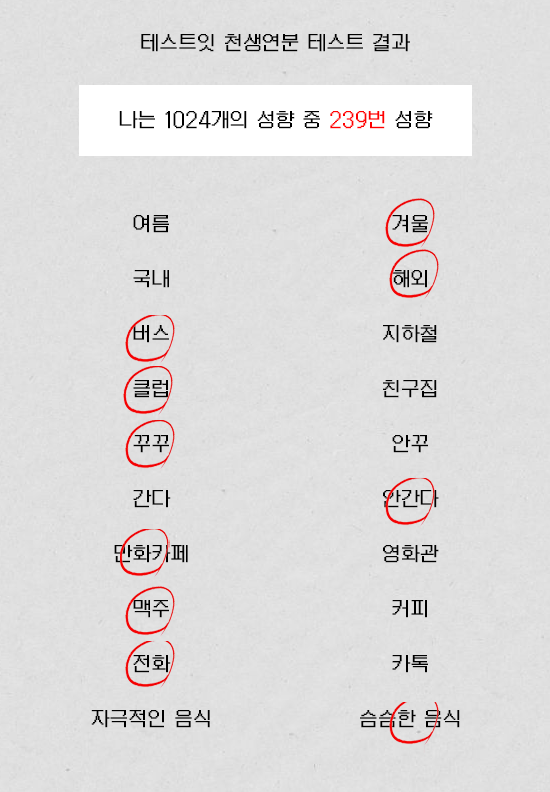 테스트잇 천생연분 테스트 결과
나는 1024개의 성향 중 239번 성향
여름 겨울
국내 해외
버스 지하철
클럽 친구집
꾸꾸 안꾸
간다 안간다
만화카페 영화관
맥주 커피
전화 카톡
자극적인 음식 슴슴한 음식